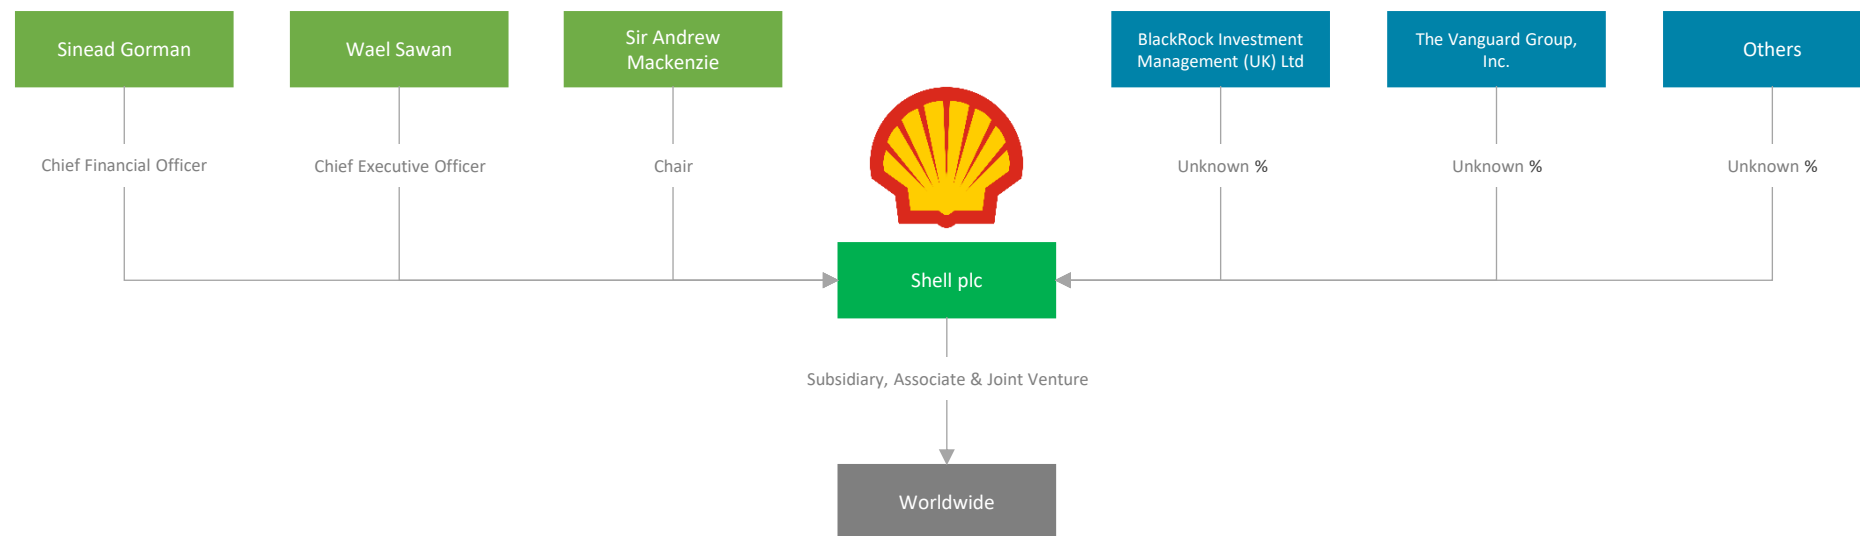 Sinead Gorman
Wael Sawan
Sir Andrew
Mackenzie
BlackRock Investment
Management (UK) Ltd
The Vanguard Group,
Inc.
Others
Chief Financial Officer
Chief Executive Officer
Chair
Unknown %
Unknown %
Unknown %
Shell plc
Subsidiary, Associate & Joint Venture
Worldwide